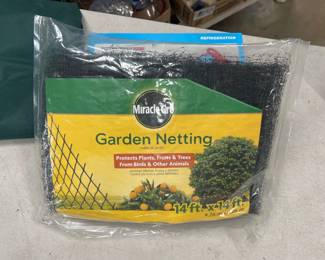 REFRIGERATION
Miracle-Gro
Garden Netting
Protects Plants, Fruits & Trees
From Birds & Other Animals
14 ft. x 14 ft.